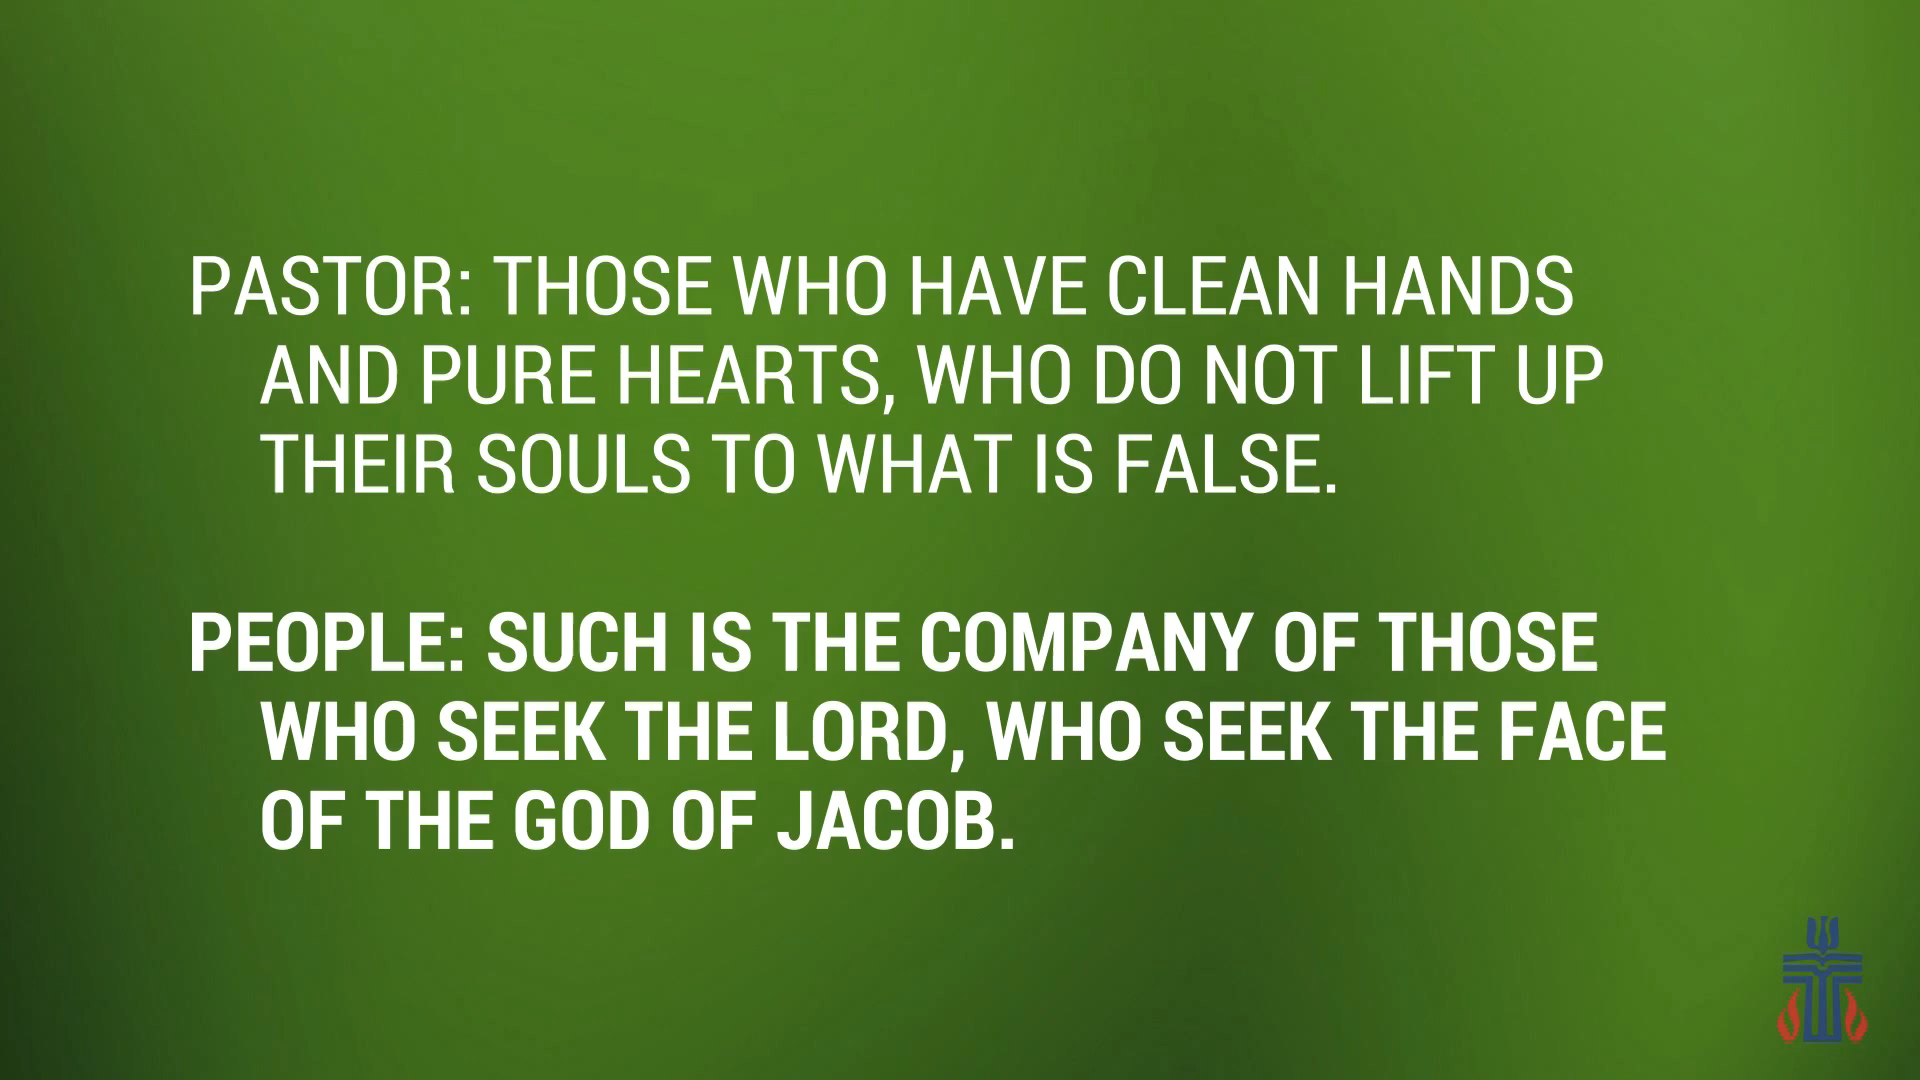 PASTOR: THOSE WHO HAVE CLEAN HANDS
AND PURE HEARTS, WHO DO NOT LIFT UP
THEIR SOULS TO WHAT IS FALSE.
PEOPLE: SUCH IS THE COMPANY OF THOSE
WHO SEEK THE LORD, WHO SEEK THE FACE
OF THE GOD OF JACOB.